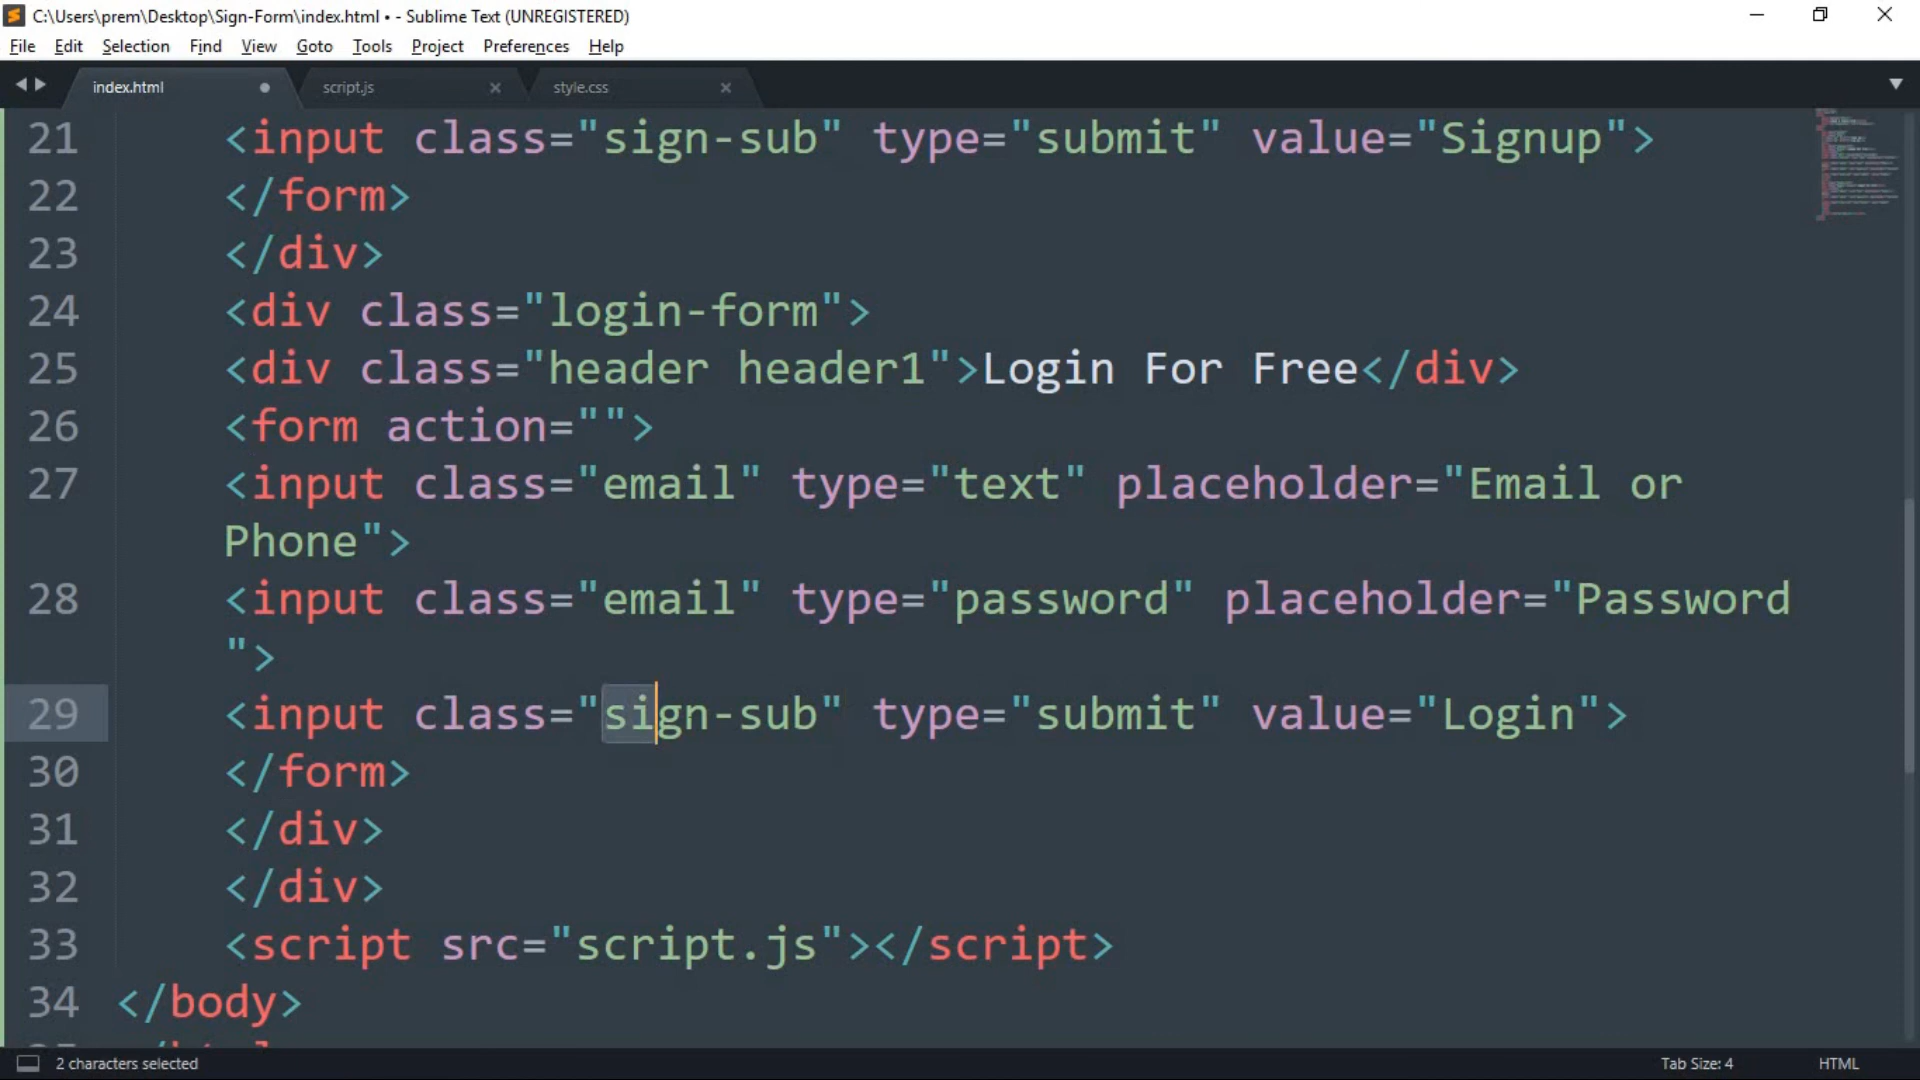 C:\Users\prem\Desktop\Sign-Form\index.html • - Sublime Text (UNREGISTERED)
File Edit Selection Find View Goto Tools Project Preferences Help
index.html script.js style.css
21 <input class="sign-sub" type="submit" value="Signup">
22 </form>
23 </div>
24 <div class="login-form">
25 <div class="header header1">Login For Free</div>
26 <form action="">
27 <input class="email" type="text" placeholder="Email or
Phone">
28 <input class="email" type="password" placeholder="Password
">
29 <input class="sign-sub" type="submit" value="Login">
30 </form>
31 </div>
32 </div>
33 <script src="script.js"></script>
34 </body>
2 characters selected Tab Size: 4 HTML